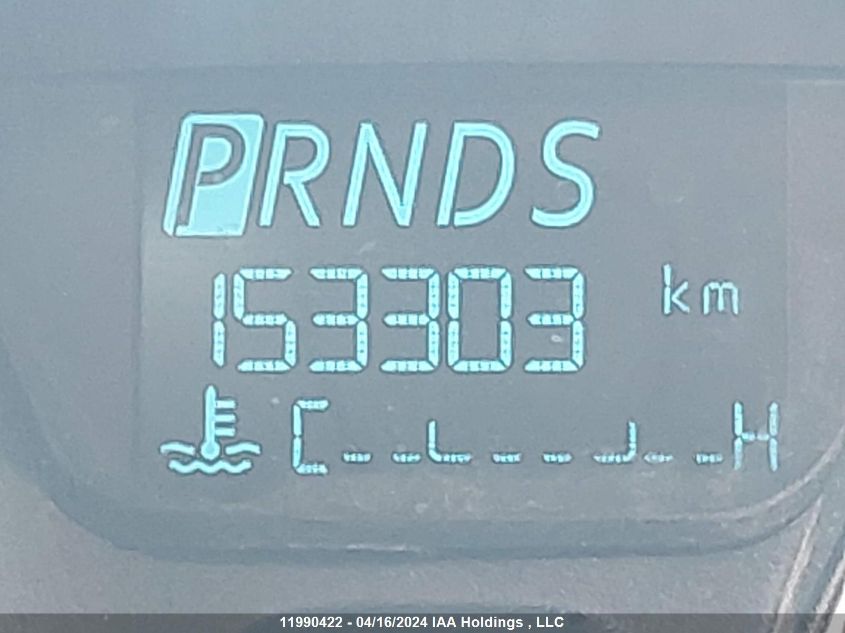 PRNDS
153303 km
C H
11990422 - 04/16/2024 IAA Holdings , LLC